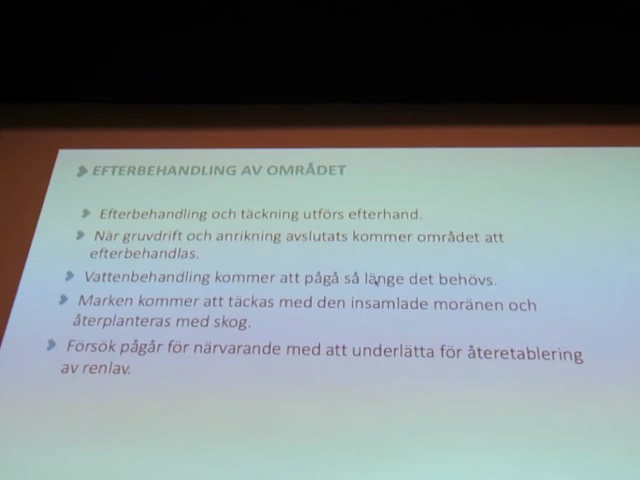 EFTERBEHANDLING AV OMRÅDET
Efterbehandling och täckning utförs efterhand.
När gruvdrift och anrikning avslutats kommer området att
efterbehandlas.
Vattenbehandling kommer att pågå så länge det behövs.
Marken kommer att täckas med den insamlade moränen och
återplanteras med skog.
Försök pågår för närvarande med att underlätta för återetablering
av renlav.